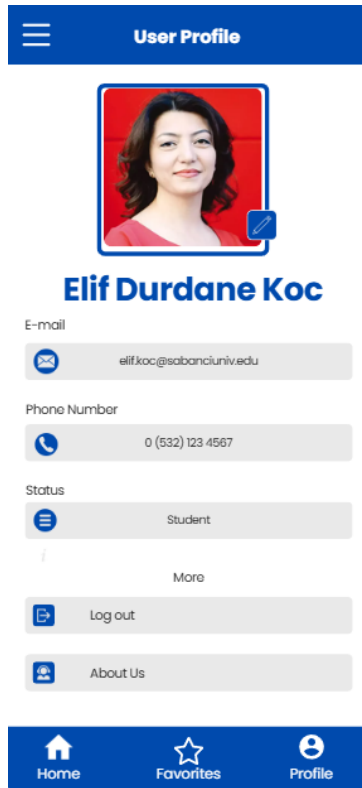 User Profile
Elif Durdane Koc
E-mail
elif.koc@sabanciuniv.edu
Phone Number
0 (532) 123 4567
Status
Student
i
More
Log out
About Us
Home Favorites Profile